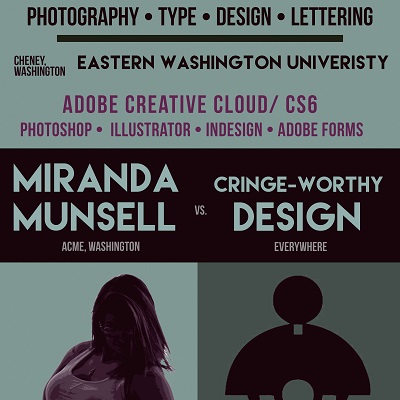 PHOTOGRAPHY • TYPE • DESIGN • LETTERING
CHENEY, WASHINGTON
EASTERN WASHINGTON UNIVERISTY
ADOBE CREATIVE CLOUD/ CS6
PHOTOSHOP • ILLUSTRATOR • INDESIGN • ADOBE FORMS
MIRANDA MUNSELL
ACME, WASHINGTON
VS.
CRINGE-WORTHY
DESIGN
EVERYWHERE